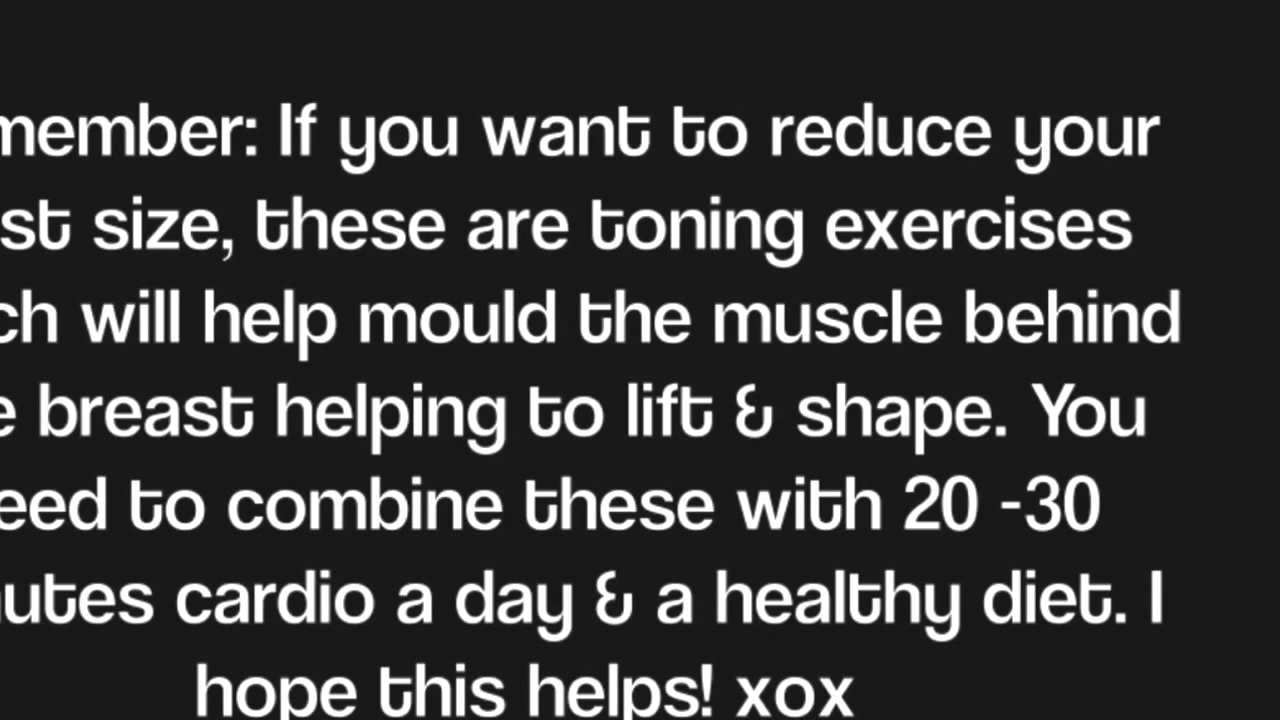 member: If you want to reduce your
st size, these are toning exercises
ch will help mould the muscle behind
e breast helping to lift & shape. You
eed to combine these with 20 -30
utes cardio a day & a healthy diet. I
hope this helps! xox